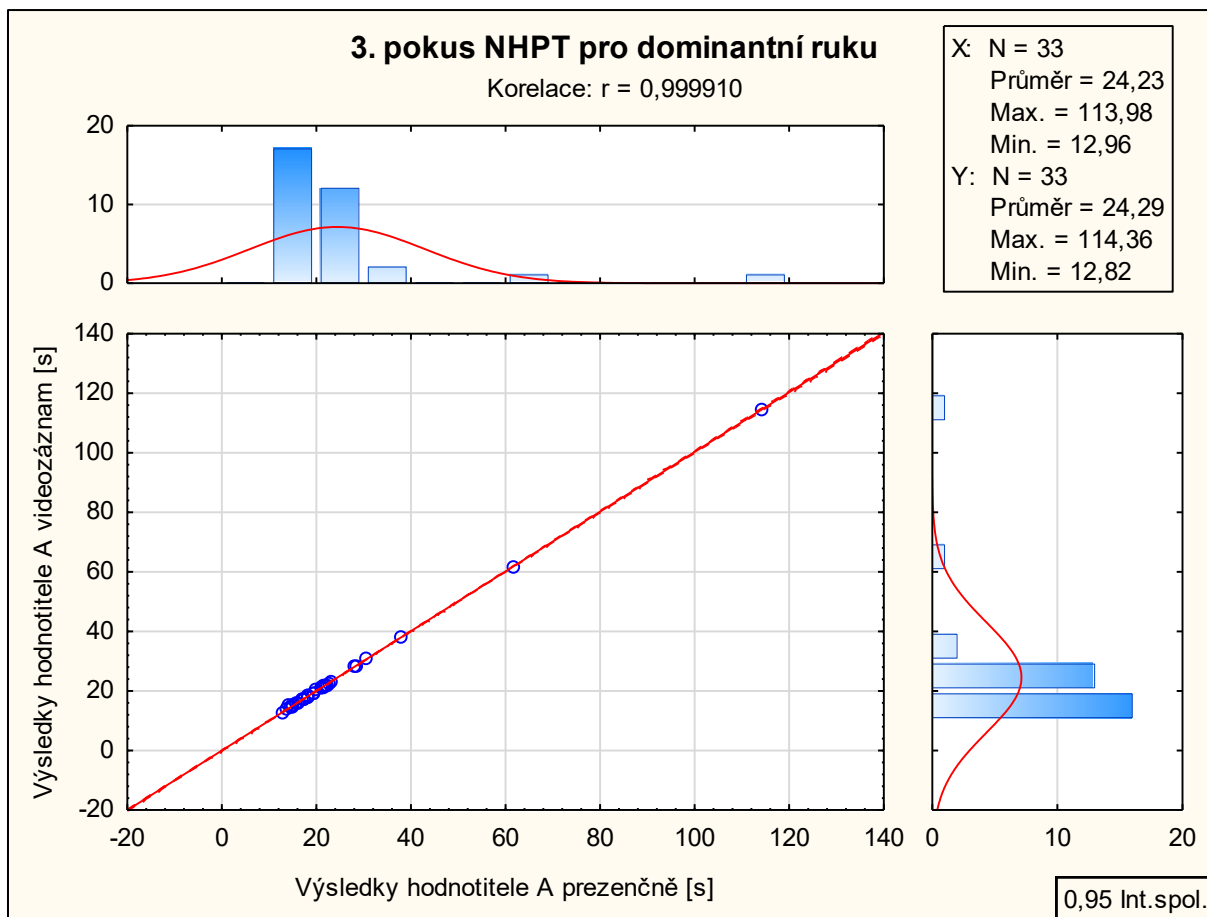 3. pokus NHPT pro dominantní ruku
Korelace: r = 0,999910
X: N = 33
Průměr = 24,23
Max. = 113,98
Min. = 12,96
Y: N = 33
Průměr = 24,29
Max. = 114,36
Min. = 12,82
20
10
0
140
120
100
80
60
40
20
0
-20
Výsledky hodnotitele A videozáznam [s]
-20 0 20 40 60 80 100 120 140
Výsledky hodnotitele A prezenčně [s]
0 10 20
0,95 Int.spol.